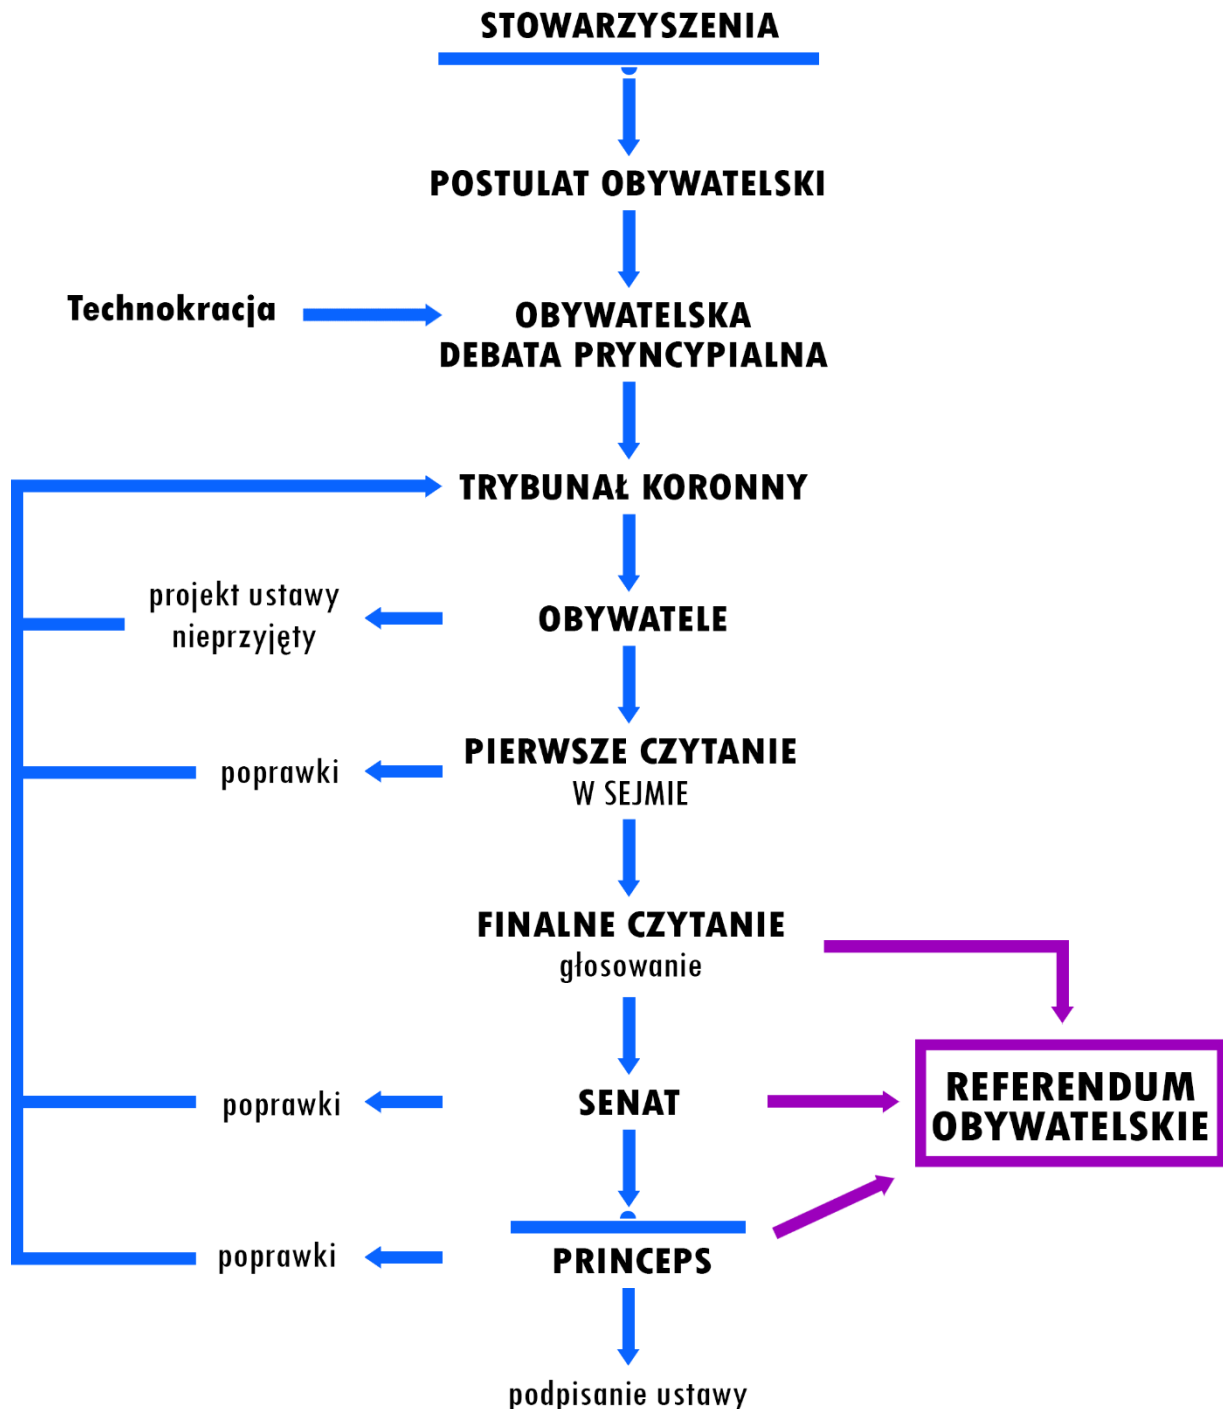 STOWARZYSZENIA
POSTULAT OBYWATELSKI
Technokracja
OBYWATELSKA
DEBATA PRYNCYPIALNA
TRYBUNAŁ KORONNY
projekt ustawy
nieprzyjęty
OBYWATELE
poprawki
PIERWSZE CZYTANIE
W SEJMIE
FINALNE CZYTANIE
głosowanie
poprawki
SENAT
REFERENDUM
OBYWATELSKIE
poprawki
PRINCEPS
podpisanie ustawy